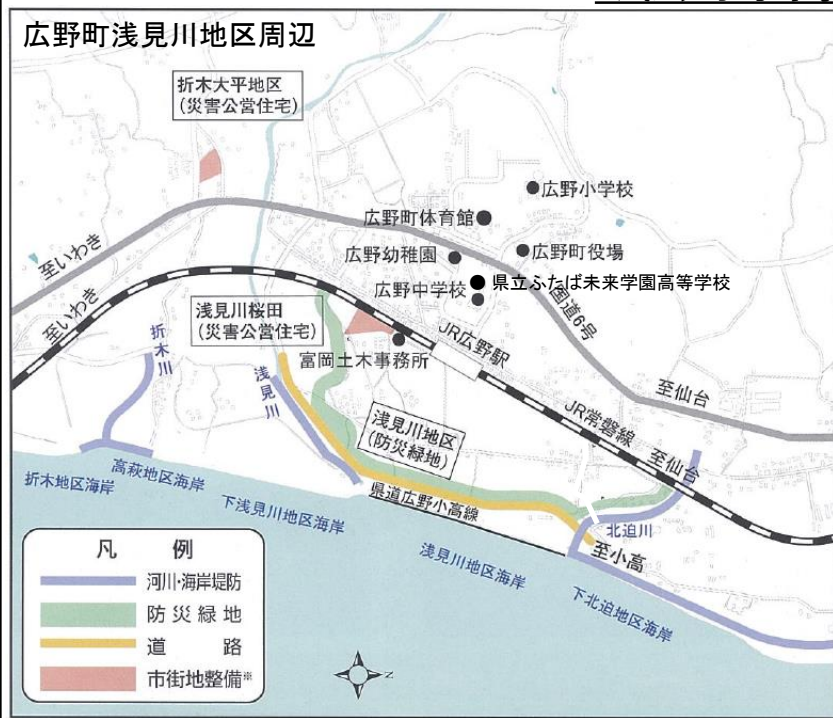 広野町浅見川地区周辺
折木大平地区
(災害公営住宅)
広野小学校
広野町体育館
広野幼稚園
広野町役場
県立ふたば未来学園高等学校
広野中学校
至いわき
至いわき
国道6号
JR広野駅
浅見川桜田
(災害公営住宅)
富岡土木事務所
折木川
浅見川
浅見川地区
(防災緑地)
JR常磐線
至仙台
至仙台
県道広野小高線
北迫川
至小高
折木地区海岸
高萩地区海岸
下浅見川地区海岸
浅見川地区海岸
下北迫地区海岸
凡 例
河川・海岸堤防
防災緑地
道 路
市街地整備※
N